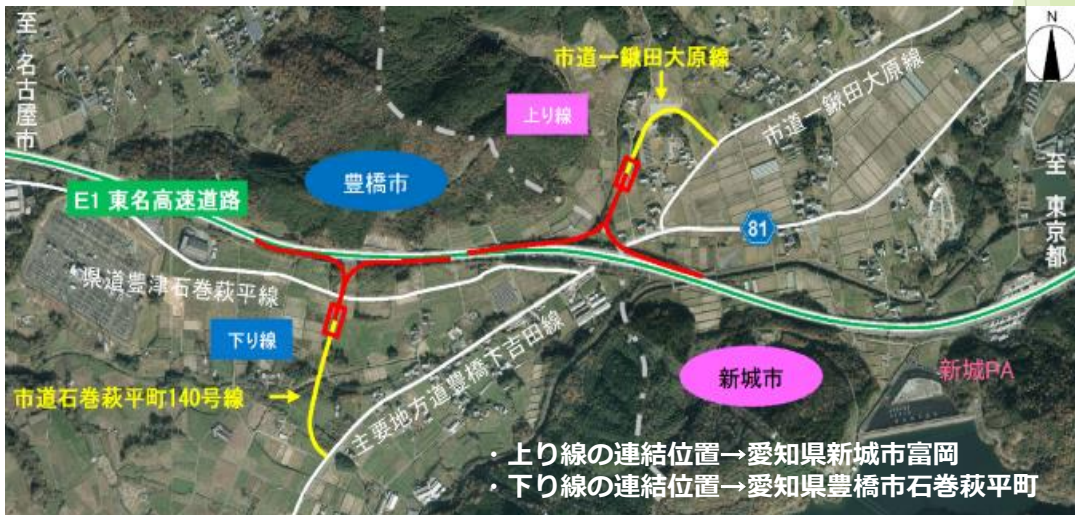 至 名古屋市
市道一鍬田大原線
N
上り線
市道一鍬田大原線
至 東京都
豊橋市
E1 東名高速道路
81
県道豊津石巻萩平線
下り線
主要地方道豊橋下吉田線
新城市
新城PA
市道石巻萩平町140号線
・上り線の連結位置→愛知県新城市富岡
・下り線の連結位置→愛知県豊橋市石巻萩平町